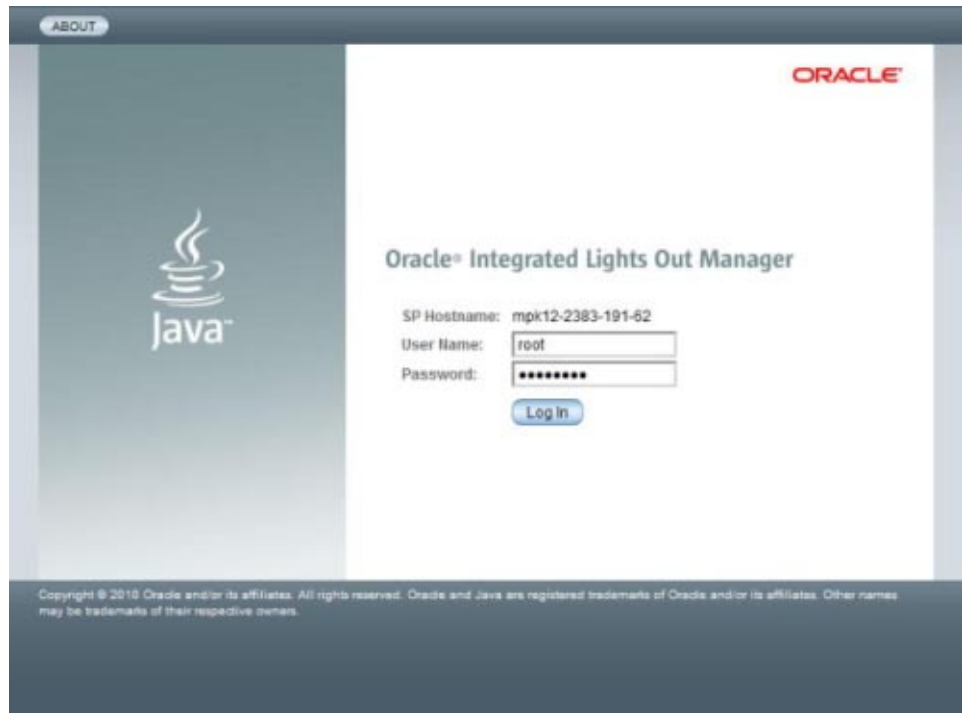 ABOUT
ORACLE®
Java™
Oracle® Integrated Lights Out Manager
SP Hostname: mpk12-2383-191-62
User Name: root
Password: ••••••••
Log In
Copyright © 2010 Oracle and/or its affiliates. All rights reserved. Oracle and Java are registered trademarks of Oracle and/or its affiliates. Other names
may be trademarks of their respective owners.